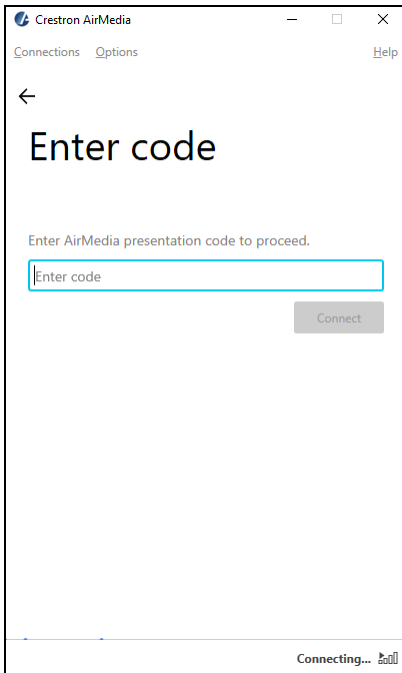 Crestron AirMedia
Connections Options Help
Enter code
Enter AirMedia presentation code to proceed.
Enter code
Connect
Connecting...